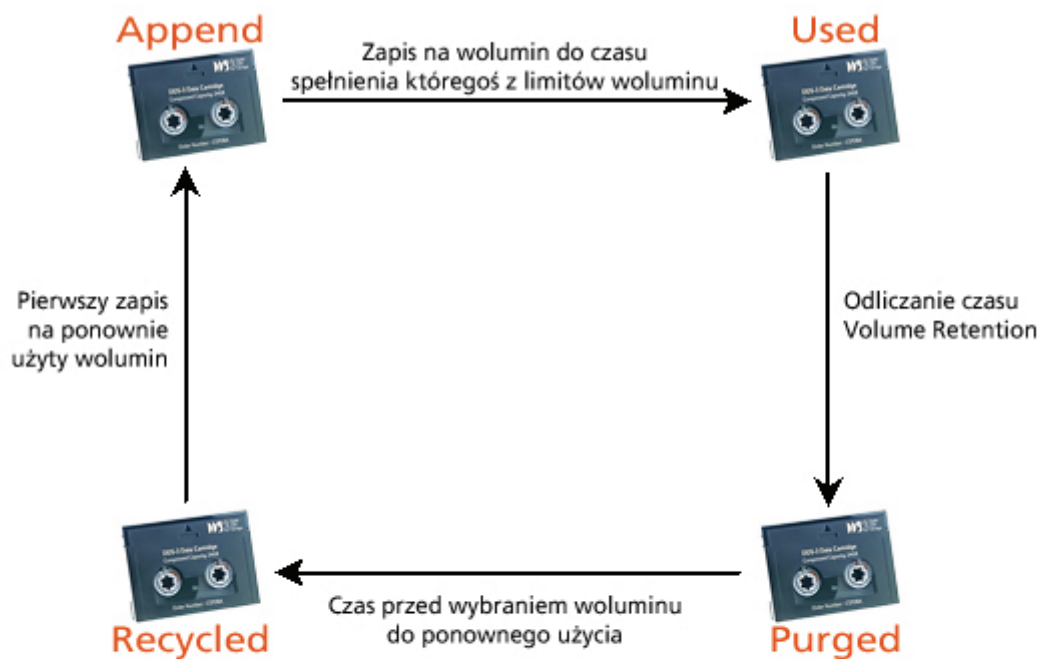 Append
Used
Zapis na wolumin do czasu
spełnienia któregoś z limitów woluminu
Pierwszy zapis
na ponownie
użyty wolumin
Odliczanie czasu
Volume Retention
Czas przed wybraniem woluminu
do ponownego użycia
Recycled
Purged